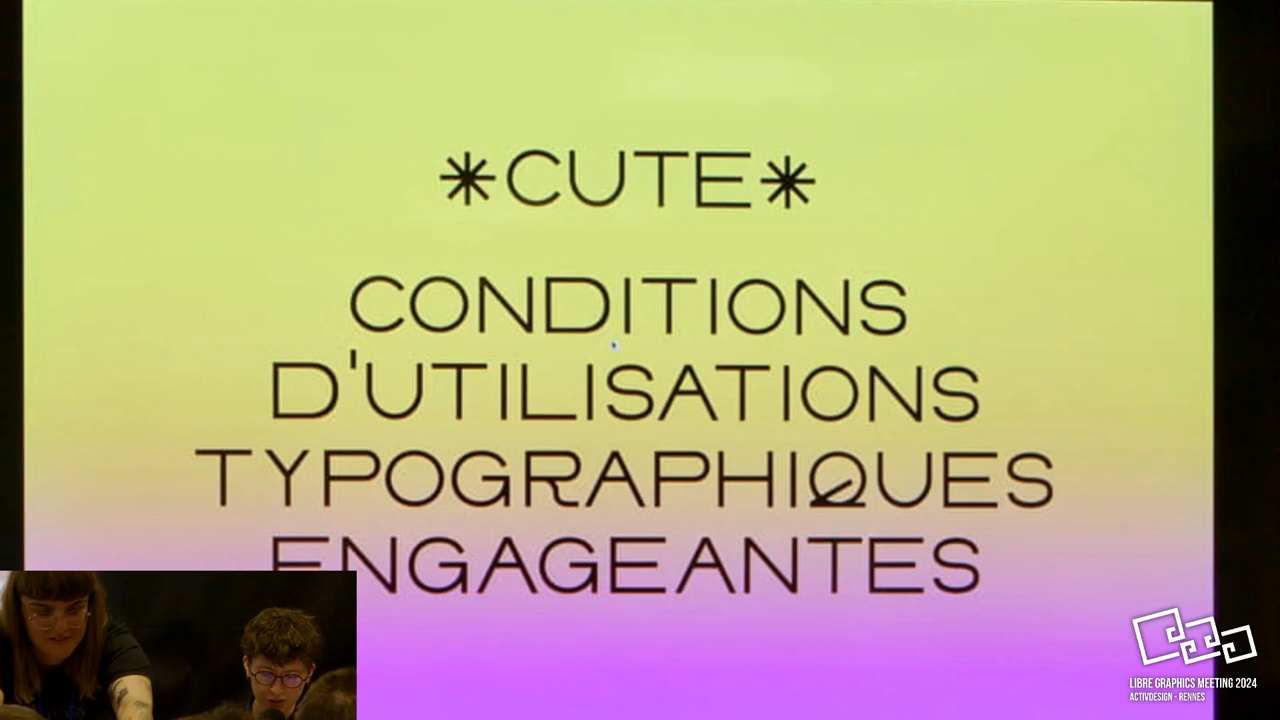 *CUTE*
CONDITIONS
D'UTILISATIONS
TYPOGRAPHIQUES
ENGAGEANTES
LIBRE GRAPHICS MEETING 2024
ACTIVDESIGN - RENNES